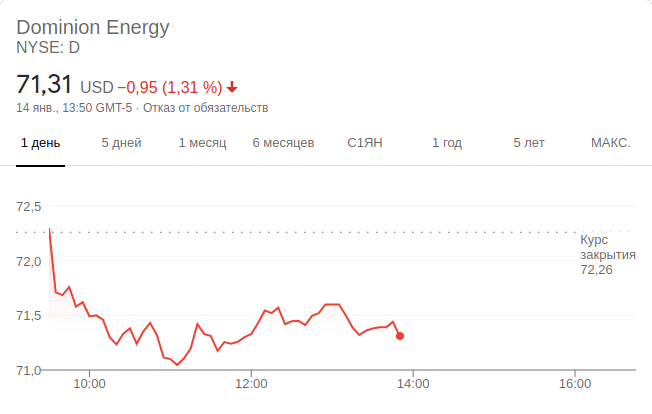 Dominion Energy
NYSE: D
71,31 USD −0,95 (1,31 %)
14 янв., 13:50 GMT-5 · Отказ от обязательств
1 день 5 дней 1 месяц 6 месяцев С1ЯН 1 год 5 лет МАКС.
72,5
Курс
закрытия
72,26
72,0
71,5
71,0
10:00 12:00 14:00 16:00